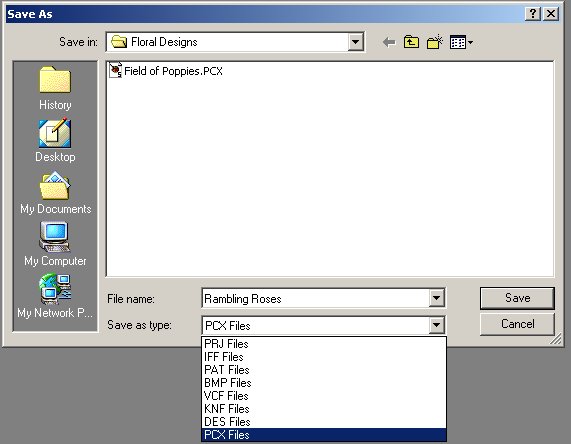 Save As
Save in:
Floral Designs
Field of Poppies.PCX
History
Desktop
My Documents
My Computer
My Network P...
File name:
Rambling Roses
Save
Save as type:
PCX Files
Cancel
PRJ Files
IFF Files
PAT Files
BMP Files
VCF Files
KNF Files
DES Files
PCX Files